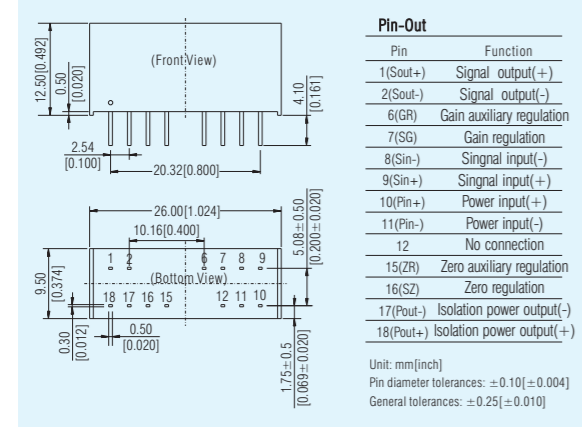 (Front View)
12.50[0.492]
0.50
[0.020]
4.10
[0.161]
2.54
[0.100]
20.32[0.800]
26.00[1.024]
10.16[0.400]
5.08±0.50
[0.200±0.020]
1 2 6 7 8 9
(Bottom View)
18 17 16 15 12 11 10
9.50
[0.374]
0.30
[0.012]
0.50
[0.020]
1.75±0.5
[0.069±0.020]
Pin-Out
Pin Function
1(Sout+) Signal output(+)
2(Sout-) Signal output(-)
6(GR) Gain auxiliary regulation
7(SG) Gain regulation
8(Sin-) Singnal input(-)
9(Sin+) Singnal input(+)
10(Pin+) Power input(+)
11(Pin-) Power input(-)
12 No connection
15(ZR) Zero auxiliary regulation
16(SZ) Zero regulation
17(Pout-) Isolation power output(-)
18(Pout+) Isolation power output(+)
Unit: mm[inch]
Pin diameter tolerances: ±0.10[±0.004]
General tolerances: ±0.25[±0.010]